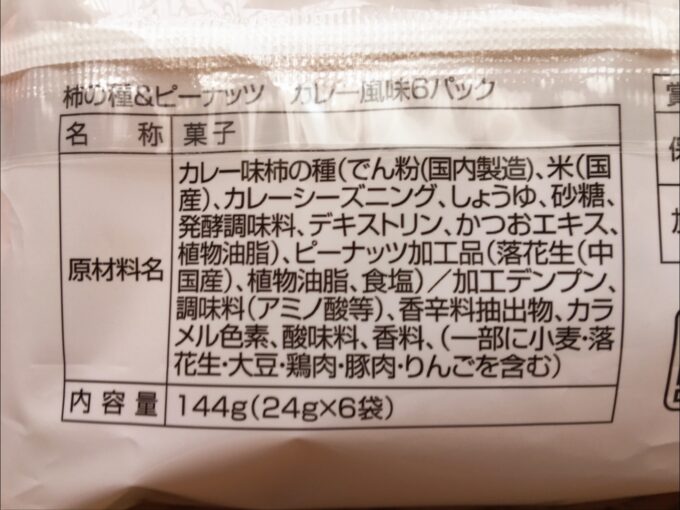 柿の種&ピーナッツ カレー風味6パック
名称 菓子
原材料名
カレー味柿の種(でん粉(国内製造)、米(国
産)、カレーシーズニング、しょうゆ、砂糖、
発酵調味料、デキストリン、かつおエキス、
植物油脂)、ピーナッツ加工品(落花生(中
国産)、植物油脂、食塩)/加工デンプン、
調味料(アミノ酸等)、香辛料抽出物、カラ
メル色素、酸味料、香料、(一部に小麦・落
花生・大豆・鶏肉・豚肉・りんごを含む)
内容量 144g(24g×6袋)
賞
保